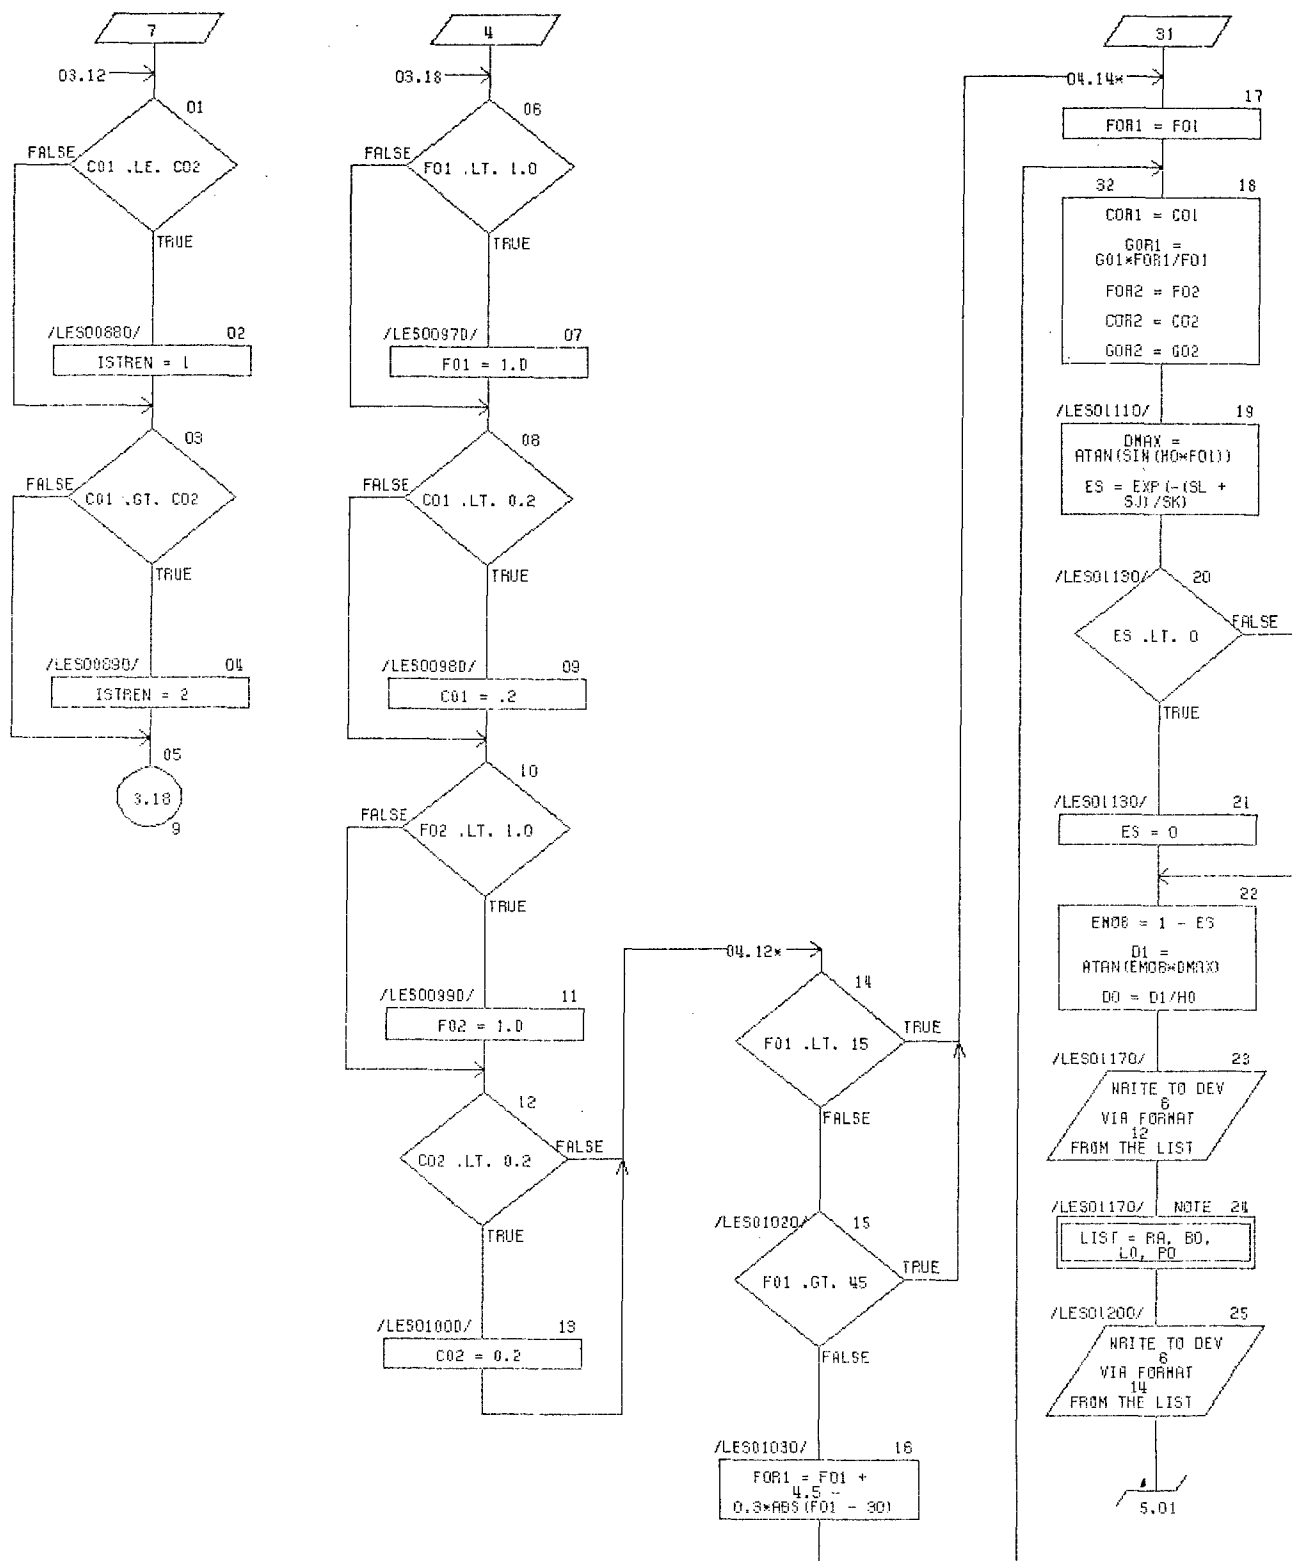 7
03.12
01
FALSE
C01 .LE. C02
TRUE
/LES00880/
02
ISTREN = 1
03
FALSE
C01 .GT. C02
TRUE
/LES00890/
04
ISTREN = 2
05
3.18
9
4
03.18
06
FALSE
F01 .LT. 1.0
TRUE
/LES00970/
07
F01 = 1.0
08
FALSE
C01 .LT. 0.2
TRUE
/LES00980/
09
C01 = .2
10
FALSE
F02 .LT. 1.0
TRUE
/LES00990/
11
F02 = 1.0
12
FALSE
C02 .LT. 0.2
TRUE
/LES01000/
13
C02 = 0.2
04.12*
14
TRUE
F01 .LT. 15
FALSE
/LES01020/
15
TRUE
F01 .GT. 45
FALSE
/LES01030/
16
FOR1 = F01 +
4.5 -
0.3*ABS(F01 - 30)
31
04.14*
17
FOR1 = F01
32
18
COR1 = C01
GOR1 =
G01*FOR1/F01
FOR2 = F02
COR2 = C02
GOR2 = G02
/LES01110/
19
DMAX =
ATAN(SIN(H0*F01))
ES = EXP(-(SL +
SJ)/SK)
/LES01130/
20
FALSE
ES .LT. 0
TRUE
/LES01130/
21
ES = 0
22
EMOB = 1 - ES
D1 =
ATAN(EMOB*DMAX)
D0 = D1/H0
/LES01170/
23
WRITE TO DEV
6
VIA FORMAT
12
FROM THE LIST
/LES01170/
NOTE
24
LIST = RA, B0,
L0, P0
/LES01200/
25
WRITE TO DEV
6
VIA FORMAT
14
FROM THE LIST
5.01